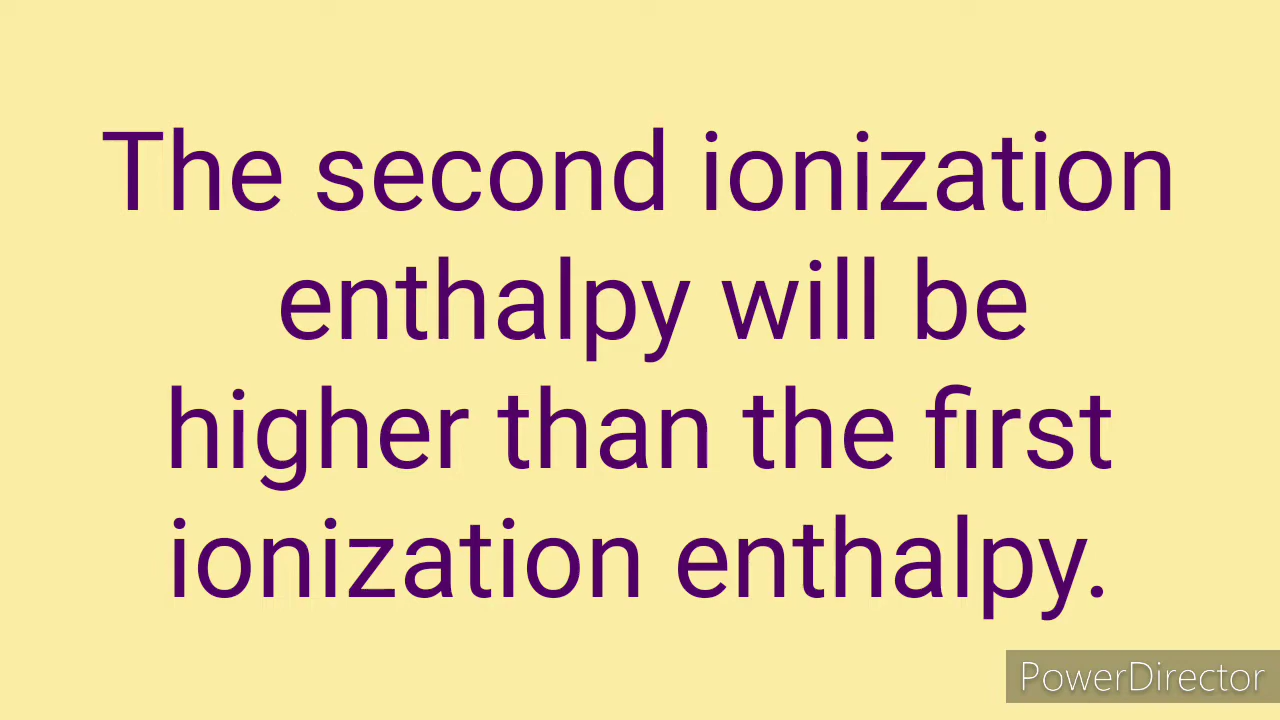 The second ionization
enthalpy will be
higher than the first
ionization enthalpy.
PowerDirector